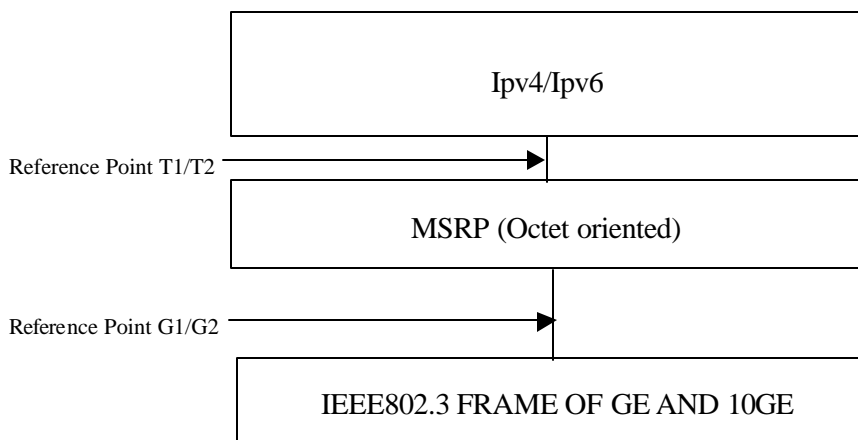 Ipv4/Ipv6
Reference Point T1/T2
MSRP (Octet oriented)
Reference Point G1/G2
IEEE802.3 FRAME OF GE AND 10GE